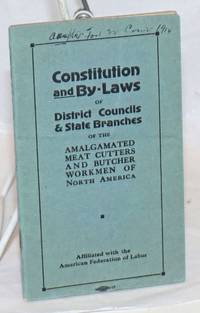 1914
Constitution
and By-Laws
OF
District Councils
& State Branches
OF THE
AMALGAMATED
MEAT CUTTERS
AND BUTCHER
WORKMEN OF
NORTH AMERICA
Affiliated with the
American Federation of Labor